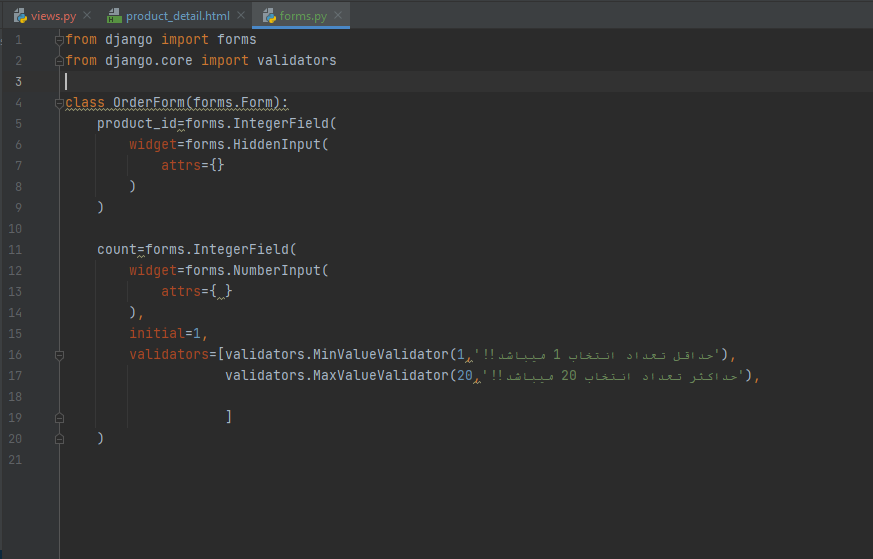 views.py product_detail.html forms.py
1 from django import forms
2 from django.core import validators
3
4 class OrderForm(forms.Form):
5 product_id=forms.IntegerField(
6 widget=forms.HiddenInput(
7 attrs={}
8 )
9 )
10
11 count=forms.IntegerField(
12 widget=forms.NumberInput(
13 attrs={ }
14 ),
15 initial=1,
16 validators=[validators.MinValueValidator(1,'حداقل تعداد انتخاب 1 میباشد!!'),
17 validators.MaxValueValidator(20,'حداکثر تعداد انتخاب 20 میباشد!!'),
18
19 ]
20 )
21